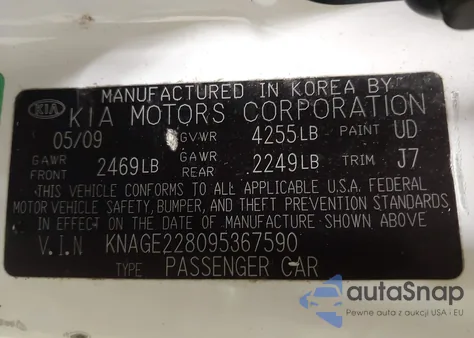 MANUFACTURED IN KOREA BY
KIA KIA MOTORS CORPORATION
05/09 GVWR 4255LB PAINT UD
GAWR FRONT 2469LB GAWR REAR 2249LB TRIM J7
THIS VEHICLE CONFORMS TO ALL APPLICABLE U.S.A. FEDERAL
MOTOR VEHICLE SAFETY, BUMPER, AND THEFT PREVENTION STANDARDS
IN EFFECT ON THE DATE OF MANUFACTURE SHOWN ABOVE
V.I.N KNAGE228095367590
TYPE PASSENGER CAR
autoSnap
Pewne auta z aukcji USA i EU